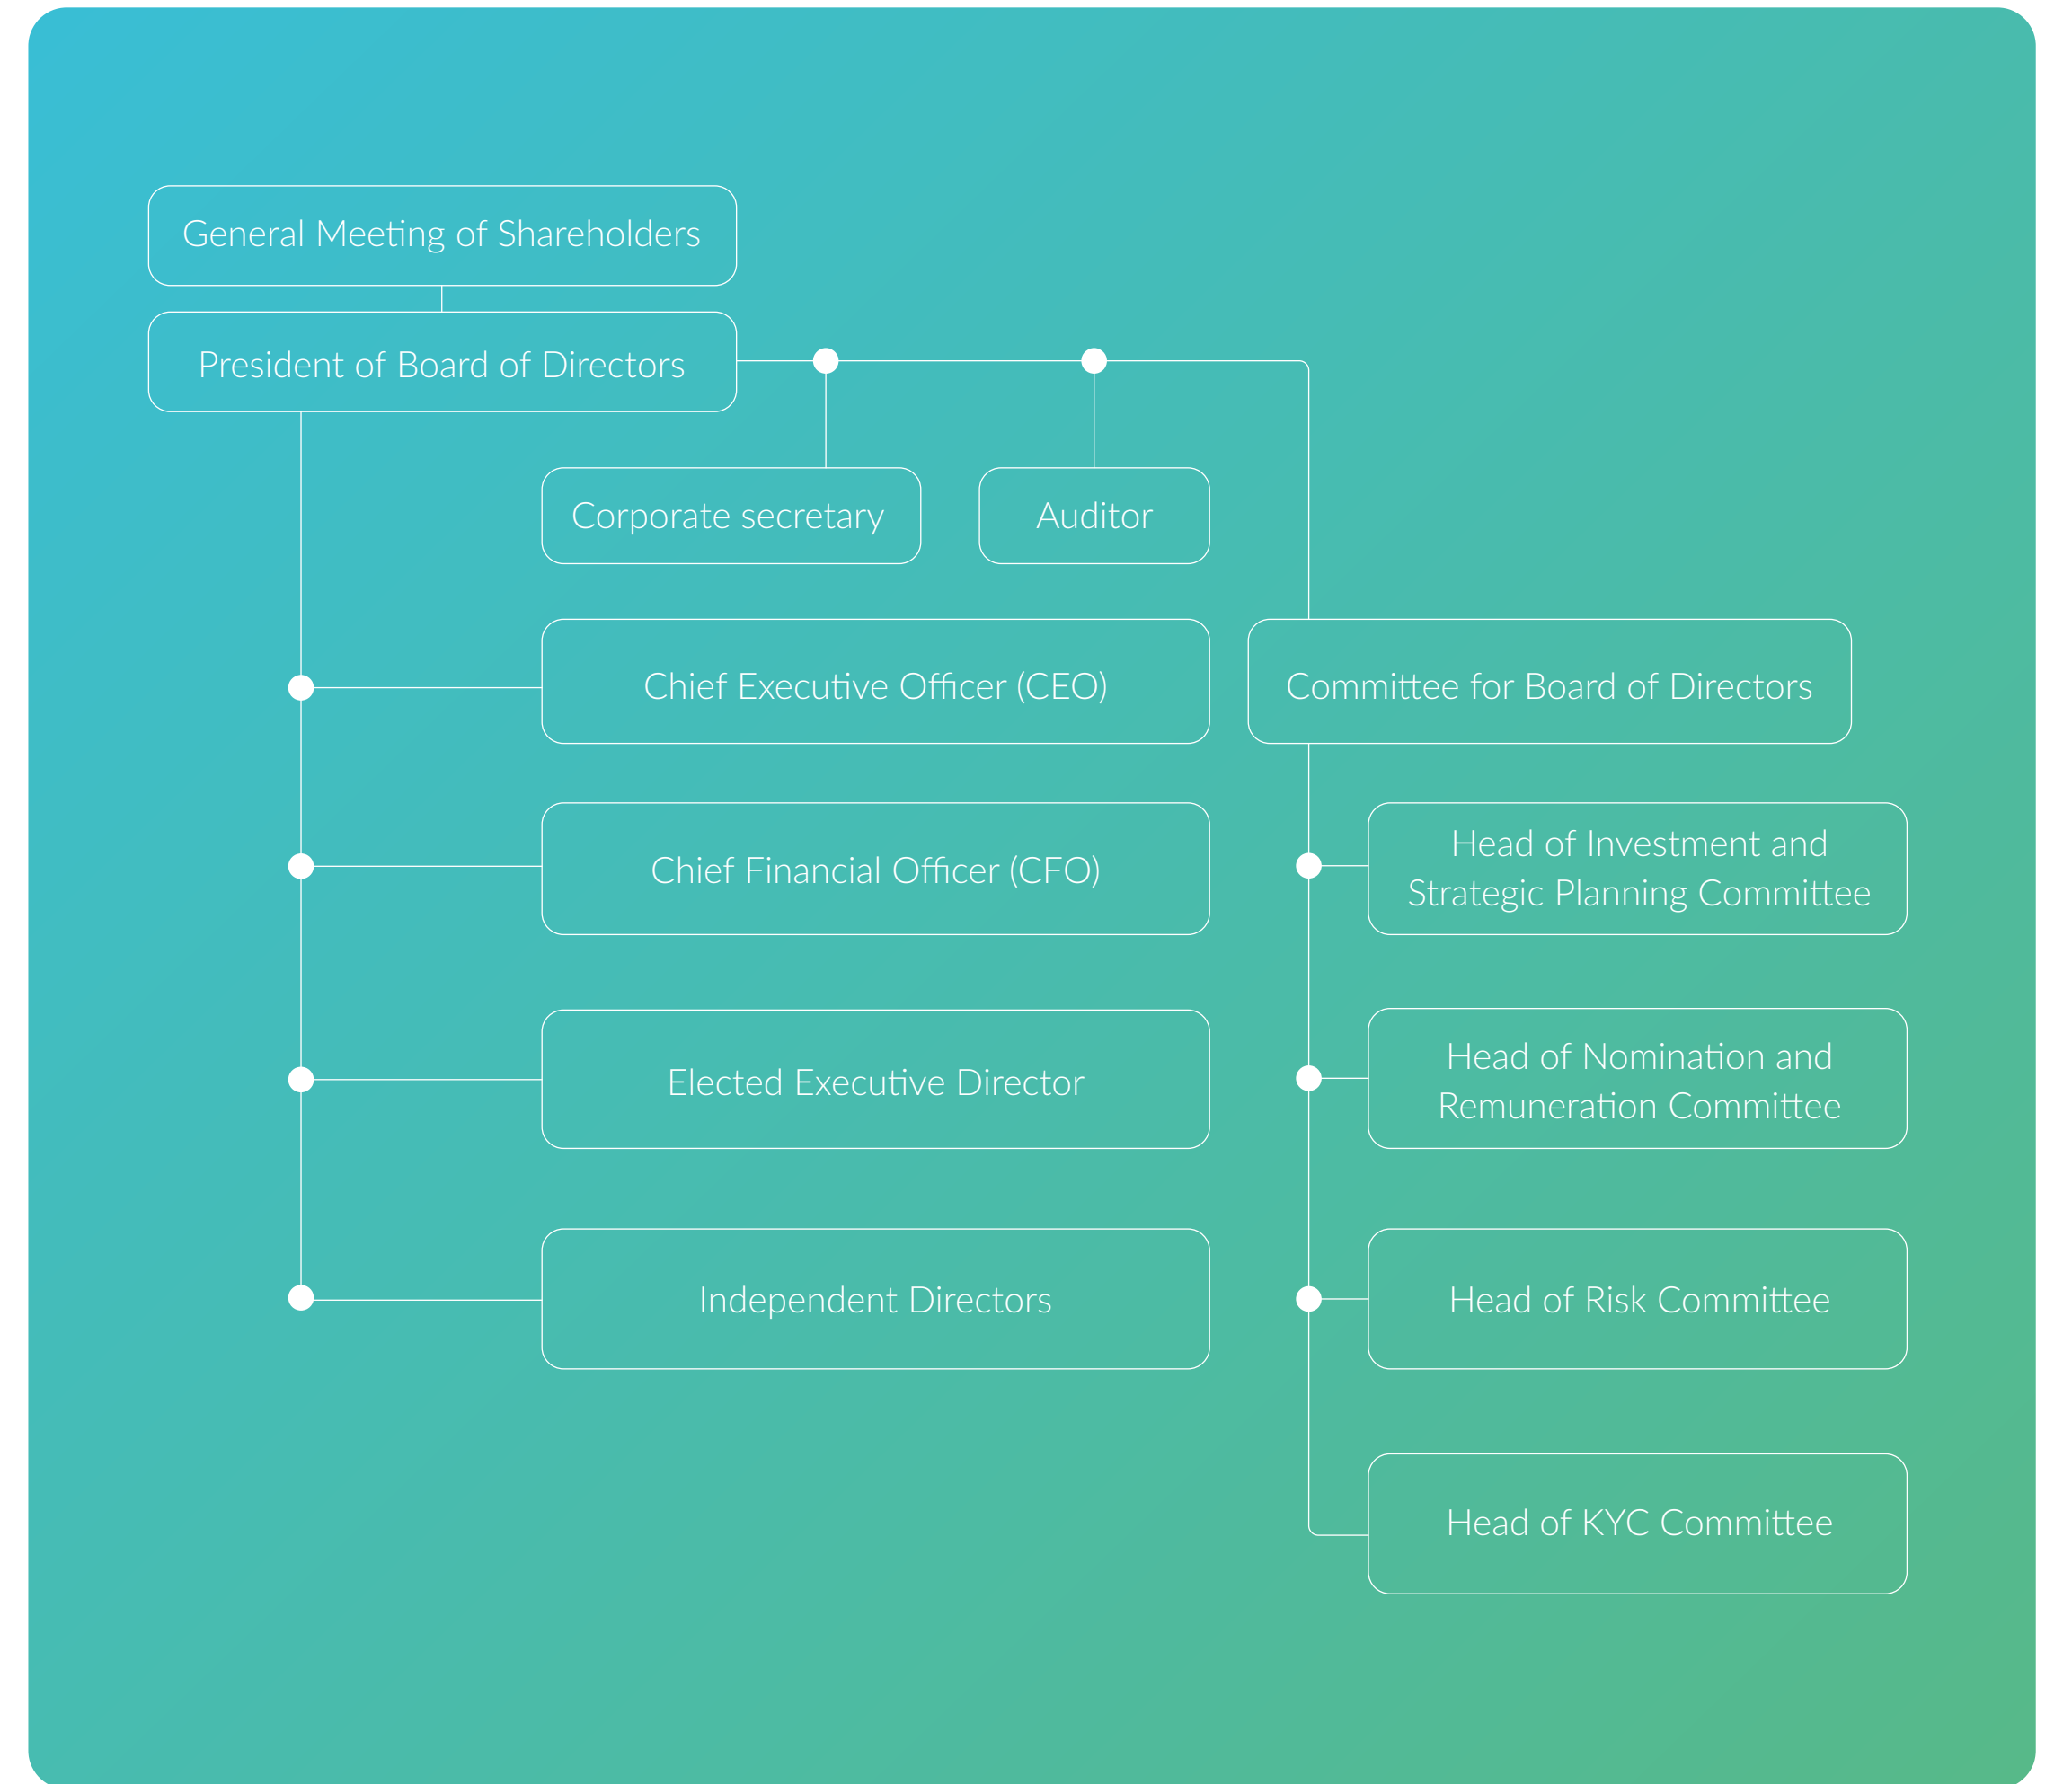 General Meeting of Shareholders
President of Board of Directors
Corporate secretary
Auditor
Chief Executive Officer (CEO)
Committee for Board of Directors
Chief Financial Officer (CFO)
Head of Investment and
Strategic Planning Committee
Elected Executive Director
Head of Nomination and
Remuneration Committee
Independent Directors
Head of Risk Committee
Head of KYC Committee